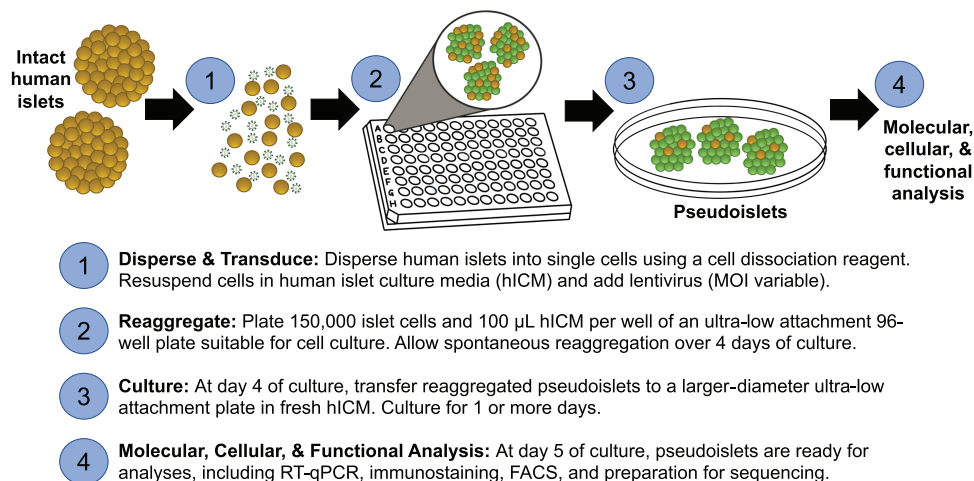 Intact
human
islets
1
2
3
4
A
B
C
D
E
F
G
H
Pseudoislets
Molecular,
cellular, &
functional
analysis
1
Disperse & Transduce: Disperse human islets into single cells using a cell dissociation reagent.
Resuspend cells in human islet culture media (hICM) and add lentivirus (MOI variable).
2
Reaggregate: Plate 150,000 islet cells and 100 µL hICM per well of an ultra-low attachment 96-
well plate suitable for cell culture. Allow spontaneous reaggregation over 4 days of culture.
3
Culture: At day 4 of culture, transfer reaggregated pseudoislets to a larger-diameter ultra-low
attachment plate in fresh hICM. Culture for 1 or more days.
4
Molecular, Cellular, & Functional Analysis: At day 5 of culture, pseudoislets are ready for
analyses, including RT-qPCR, immunostaining, FACS, and preparation for sequencing.